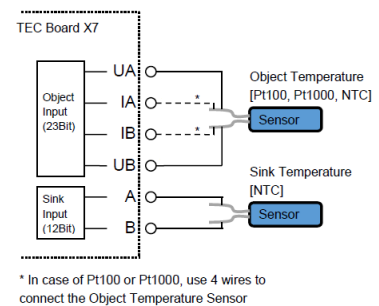 TEC Board X7
UA
IA
IB
UB
A
B
Object
Input
(23Bit)
Sink
Input
(12Bit)
*
*
Object Temperature
[Pt100, Pt1000, NTC]
Sensor
Sink Temperature
[NTC]
Sensor
* In case of Pt100 or Pt1000, use 4 wires to
connect the Object Temperature Sensor